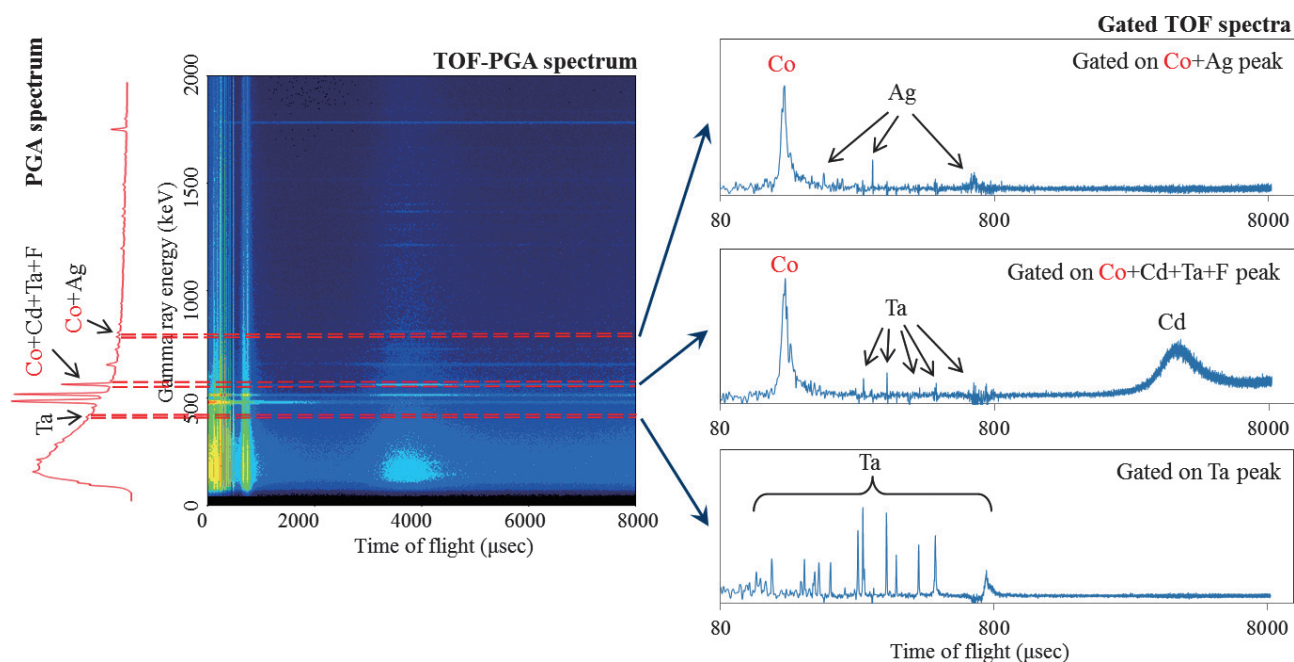 PGA spectrum
Co+Cd+Ta+F
Co+Ag
Ta
TOF-PGA spectrum
Gamma ray energy (keV)
2000
1500
1000
500
0
0
2000
4000
6000
8000
Time of flight (μsec)
Gated TOF spectra
Gated on Co+Ag peak
Co
Ag
80
800
8000
Gated on Co+Cd+Ta+F peak
Co
Ta
Cd
80
800
8000
Gated on Ta peak
Ta
80
800
8000
Time of flight (μsec)